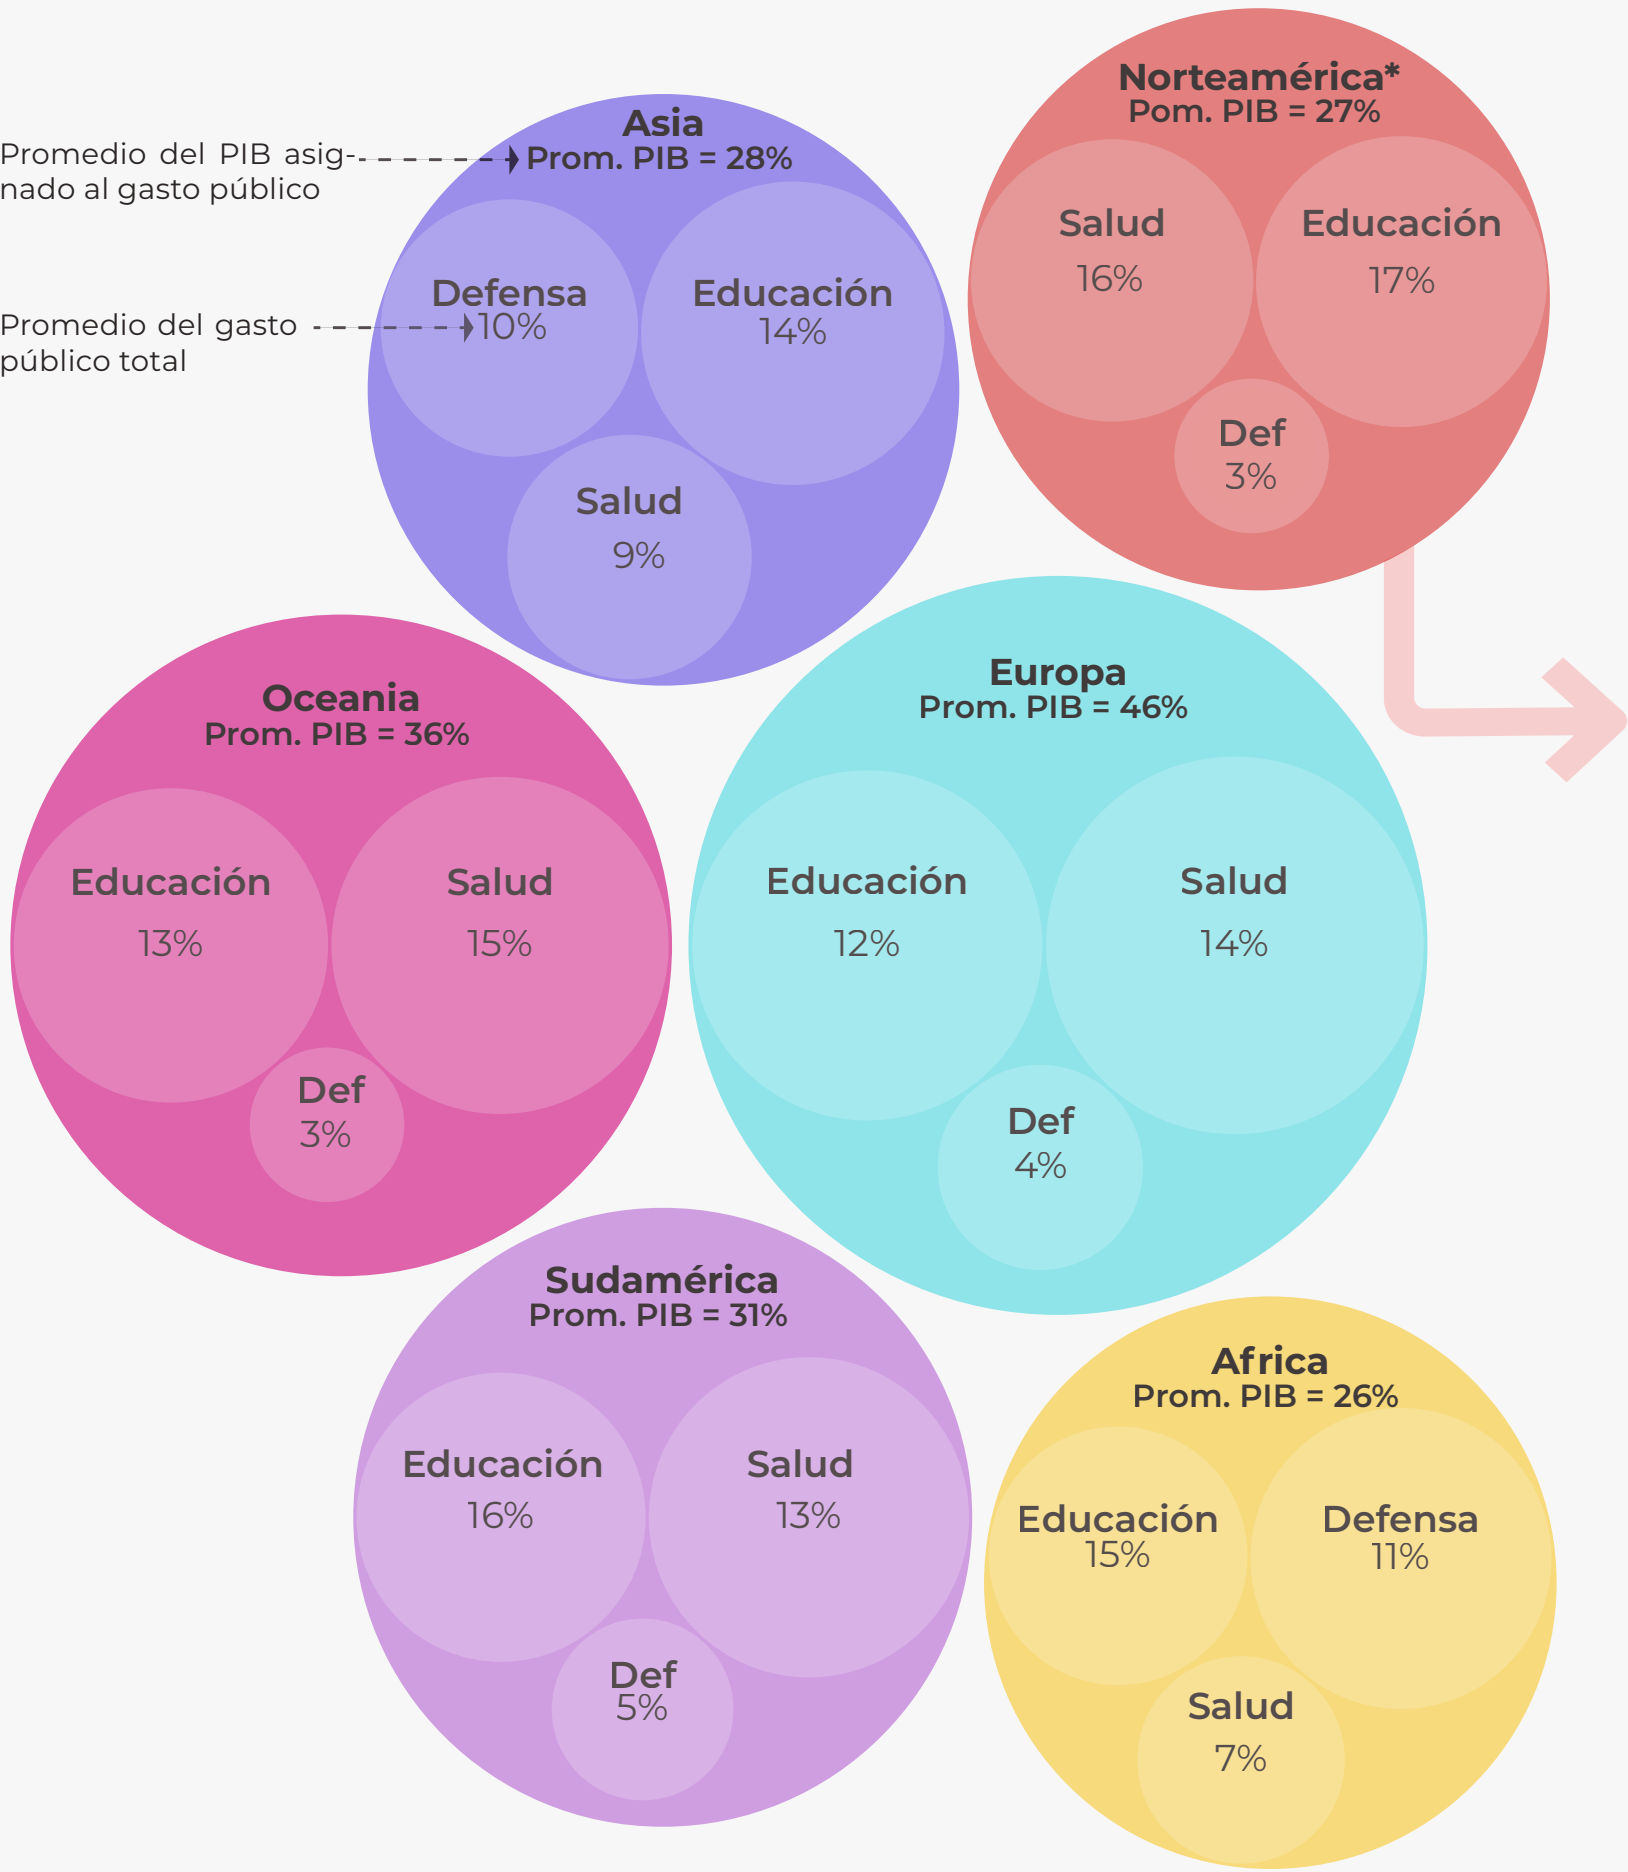 Norteamérica*
Pom. PIB = 27%
Salud
16%
Educación
17%
Def
3%
Asia
Prom. PIB = 28%
Promedio del PIB asig-
nado al gasto público
Defensa
10%
Educación
14%
Promedio del gasto
público total
Salud
9%
Oceania
Prom. PIB = 36%
Educación
13%
Salud
15%
Def
3%
Europa
Prom. PIB = 46%
Educación
12%
Salud
14%
Def
4%
Sudamérica
Prom. PIB = 31%
Educación
16%
Salud
13%
Def
5%
Africa
Prom. PIB = 26%
Educación
15%
Defensa
11%
Salud
7%